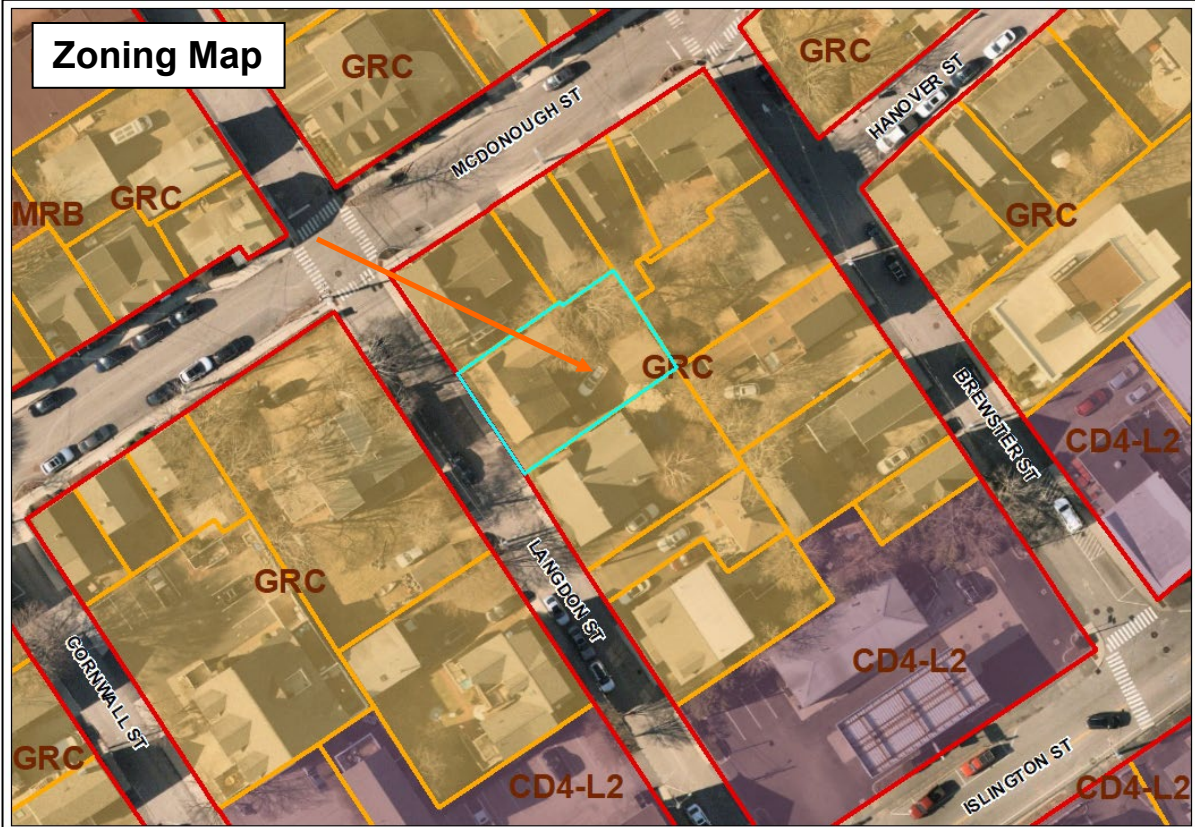 Zoning Map
GRC
GRC
HANOVER ST
MCDONOUGH ST
MRB
GRC
GRC
GRC
BREWSTER ST
CD4-L2
LANGDON ST
GRC
CORNWALL ST
CD4-L2
GRC
CD4-L2
ISLINGTON ST
CD4-L2